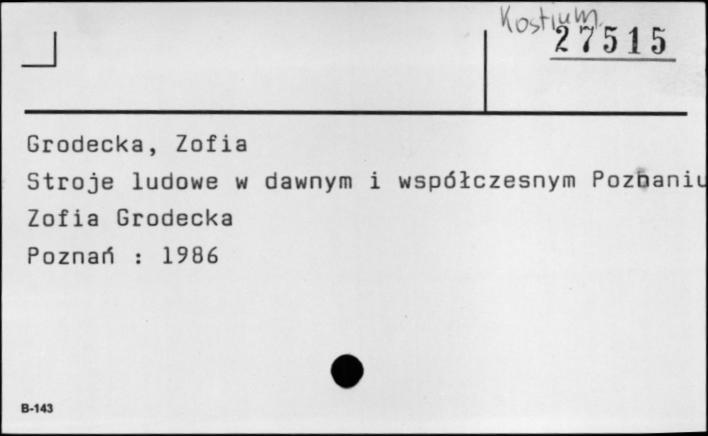 Kostium.
27515
Grodecka, Zofia
Stroje ludowe w dawnym i współczesnym Poznaniu
Zofia Grodecka
Poznań : 1986
B-143